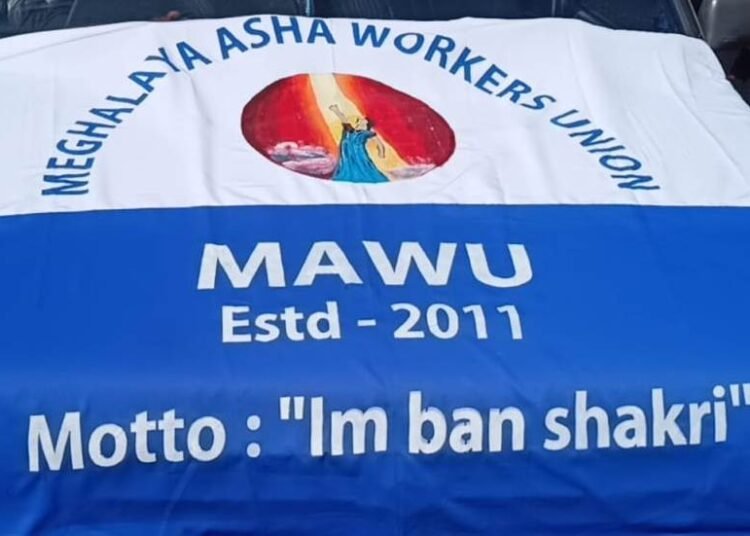 MEGHALAYA ASHA WORKERS UNION
MAWU
Estd - 2011
Motto : "Im ban shakri"